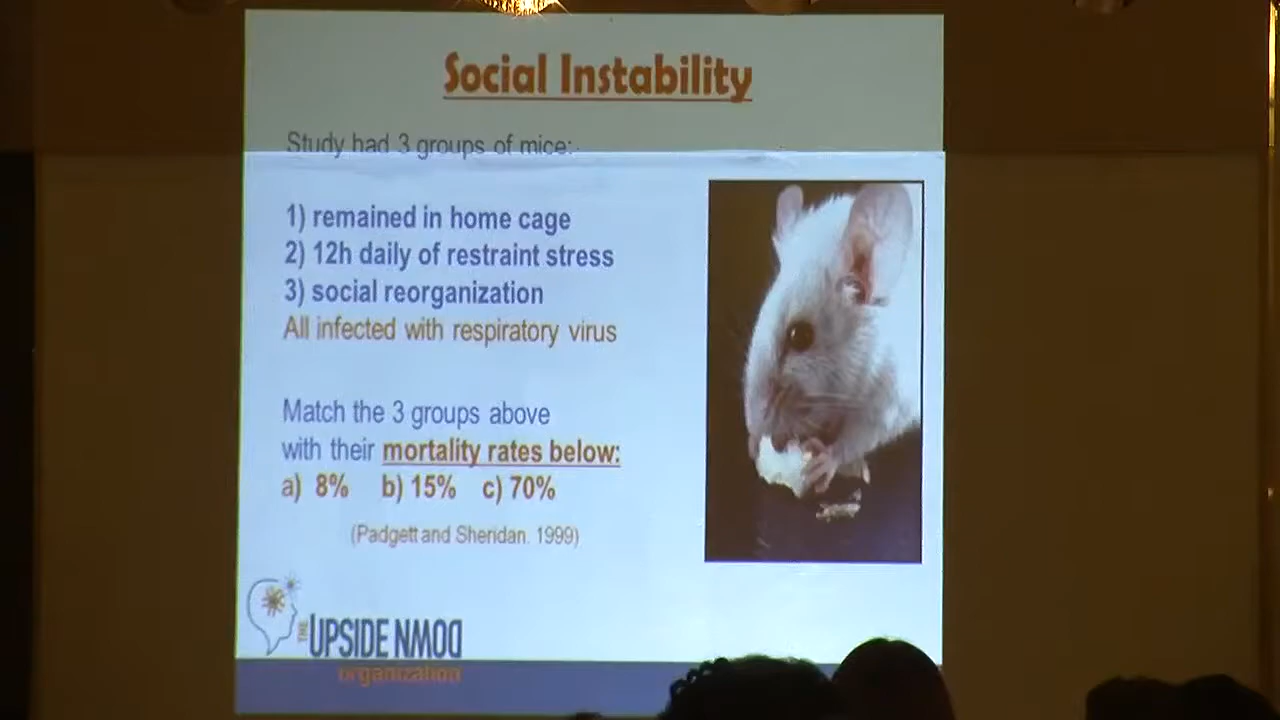 Social Instability
Study had 3 groups of mice:
1) remained in home cage
2) 12h daily of restraint stress
3) social reorganization
All infected with respiratory virus
Match the 3 groups above
with their mortality rates below:
a) 8% b) 15% c) 70%
(Padgett and Sheridan. 1999)
THE UPSIDE NMOD
organization